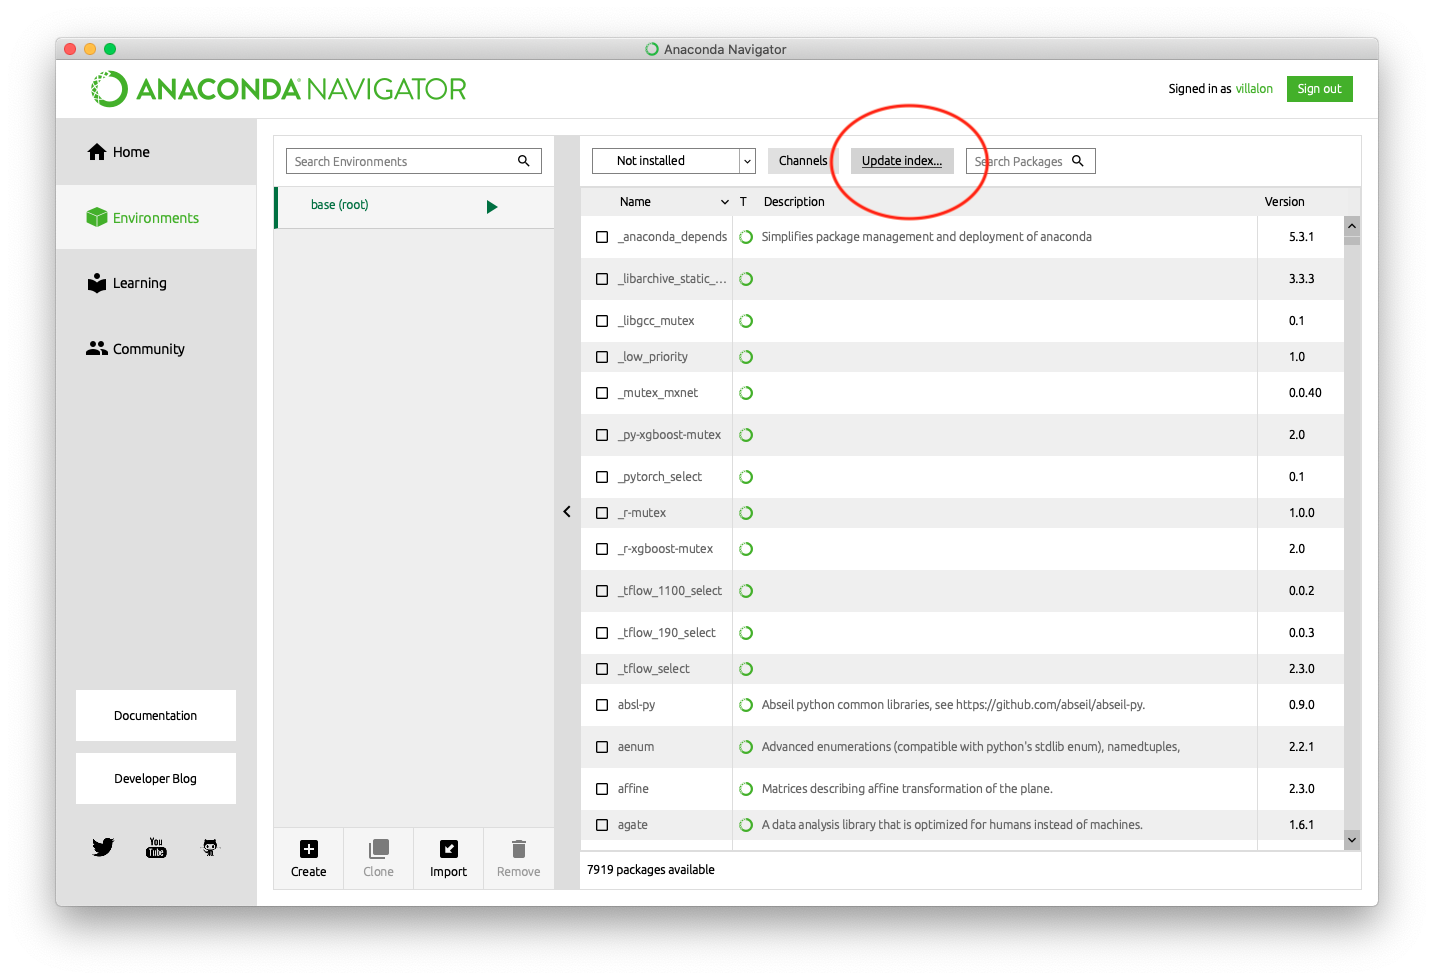 Anaconda Navigator
ANACONDA NAVIGATOR
Signed in as villalon
Sign out
Home
Environments
Learning
Community
Documentation
Developer Blog
You
Tube
Search Environments
base (root)
Create
Clone
Import
Remove
Not installed
Channels
Update index...
Search Packages
Name T Description Version
_anaconda_depends Simplifies package management and deployment of anaconda 5.3.1
_libarchive_static_... 3.3.3
_libgcc_mutex 0.1
_low_priority 1.0
_mutex_mxnet 0.0.40
_py-xgboost-mutex 2.0
_pytorch_select 0.1
_r-mutex 1.0.0
_r-xgboost-mutex 2.0
_tflow_1100_select 0.0.2
_tflow_190_select 0.0.3
_tflow_select 2.3.0
absl-py Abseil python common libraries, see https://github.com/abseil/abseil-py. 0.9.0
aenum Advanced enumerations (compatible with python's stdlib enum), namedtuples, 2.2.1
affine Matrices describing affine transformation of the plane. 2.3.0
agate A data analysis library that is optimized for humans instead of machines. 1.6.1
7919 packages available